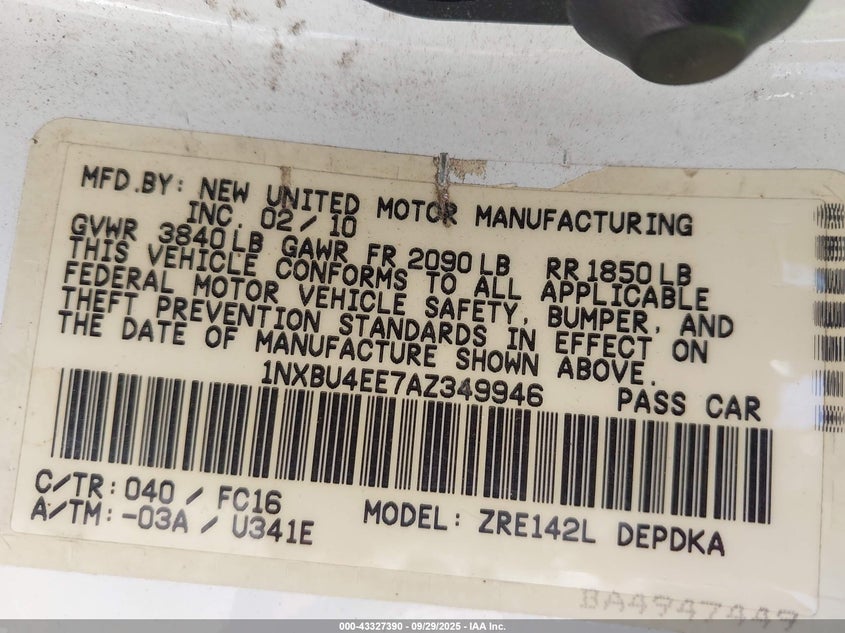 MFD.BY: NEW UNITED MOTOR MANUFACTURING
INC. 02/10
GVWR 3840LB GAWR FR 2090LB RR1850LB
THIS VEHICLE CONFORMS TO ALL APPLICABLE
FEDERAL MOTOR VEHICLE SAFETY, BUMPER, AND
THEFT PREVENTION STANDARDS IN EFFECT ON
THE DATE OF MANUFACTURE SHOWN ABOVE.
1NXBU4EE7AZ349946 PASS CAR
C/TR: 040 / FC16
A/TM: -03A / U341E MODEL: ZRE142L DEPDKA
BA4947449
000-43327390 - 09/29/2025 - IAA Inc.